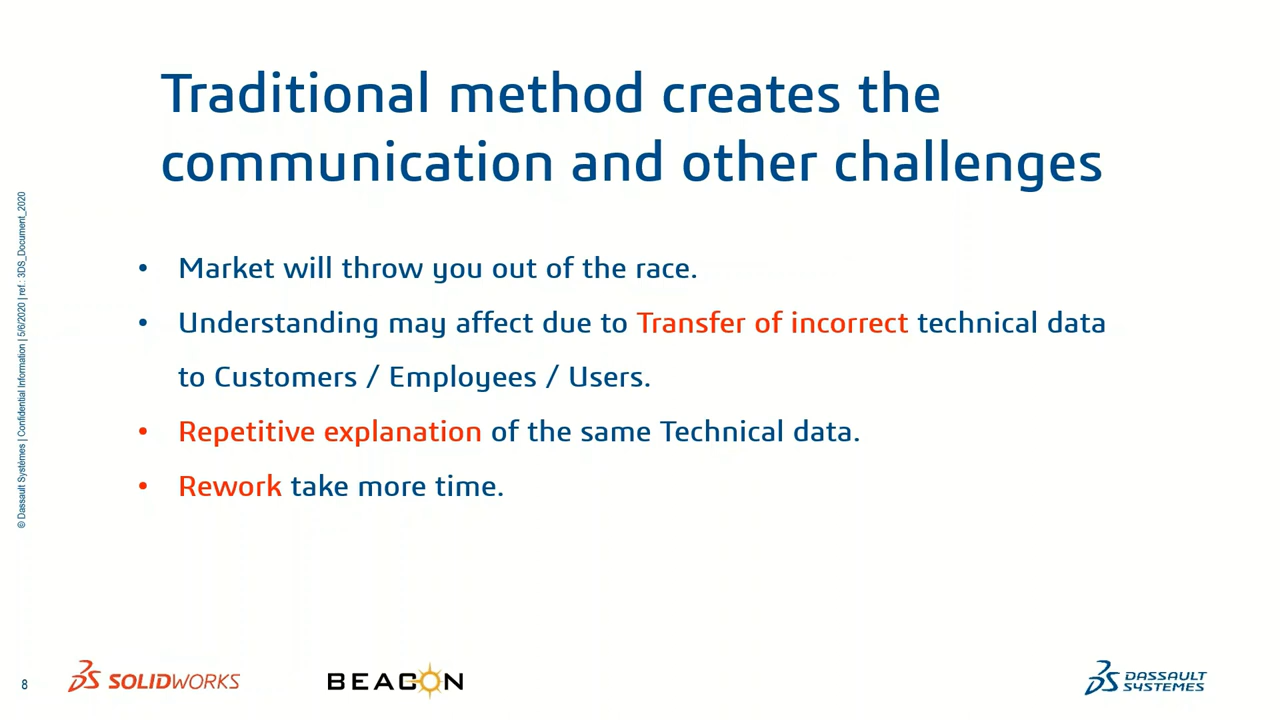 Traditional method creates the
communication and other challenges
• Market will throw you out of the race.
• Understanding may affect due to Transfer of incorrect technical data
to Customers / Employees / Users.
• Repetitive explanation of the same Technical data.
• Rework take more time.
© Dassault Systèmes | Confidential Information | 5/6/2020 | ref.: 3DS_Document_2020
8
SOLIDWORKS
BEACON
DASSAULT
SYSTEMES